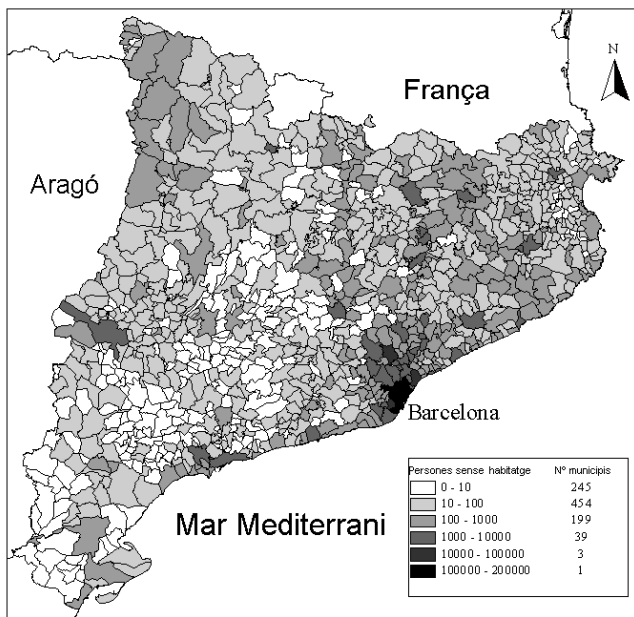 N
França
Aragó
Barcelona
Mar Mediterrani
Persones sense habitatge Nº municipis
0 - 10 245
10 - 100 454
100 - 1000 199
1000 - 10000 39
10000 - 100000 3
100000 - 200000 1